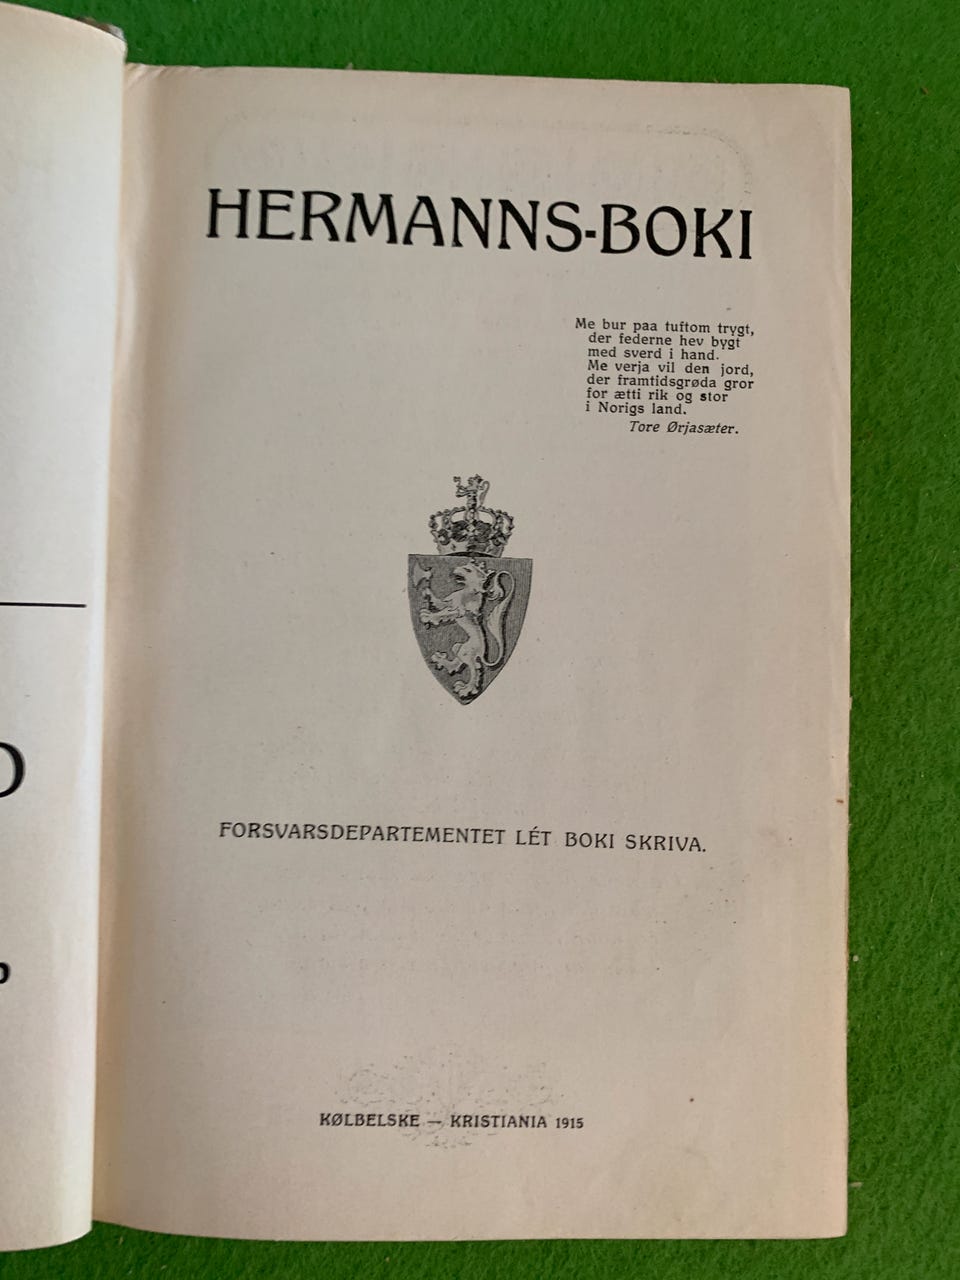 HERMANNS-BOKI
Me bur paa tuftom trygt,
der federne hev bygt
med sverd i hand.
Me verja vil den jord,
der framtidsgrøda gror
for ætti rik og stor
i Norigs land.
Tore Ørjasæter.
FORSVARSDEPARTEMENTET LÉT BOKI SKRIVA.
KØLBELSKE — KRISTIANIA 1915